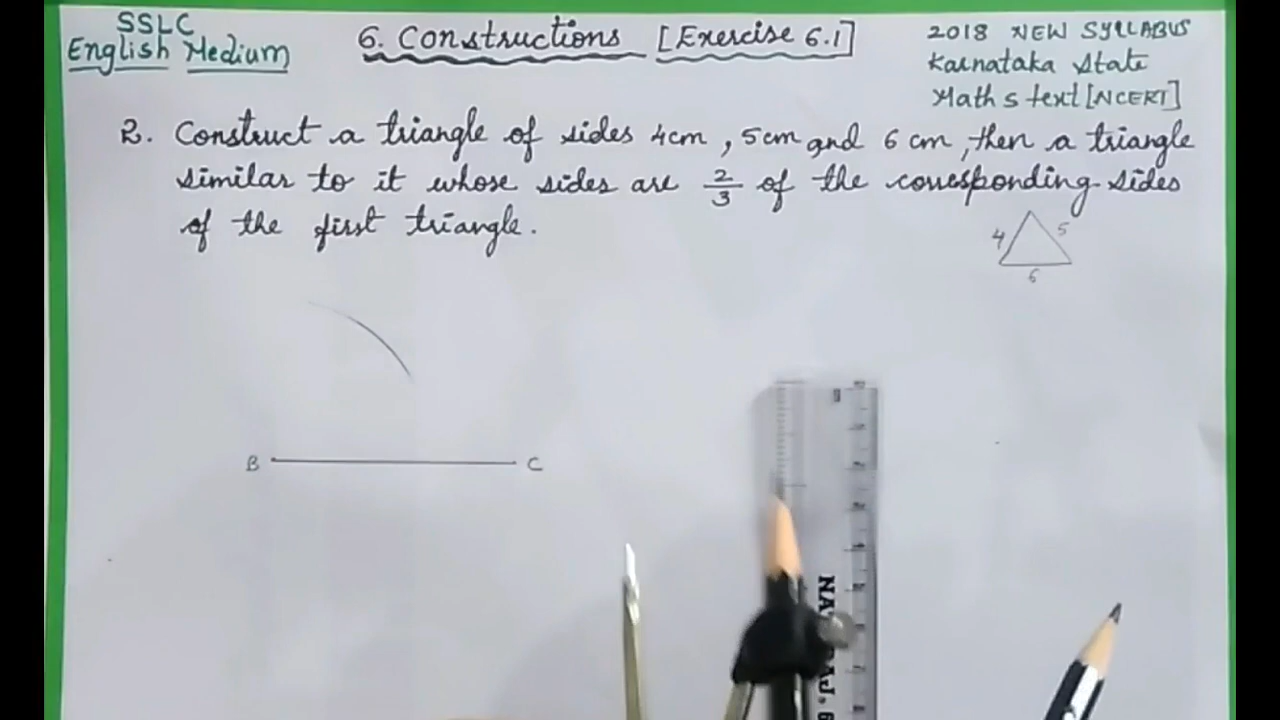 SSLC
English Medium
6. Constructions [Exercise 6.1]
2018 NEW SYLLABUS
Karnataka State
Maths text [NCERT]
2. Construct a triangle of sides 4cm, 5cm and 6 cm, then a triangle
similar to it whose sides are 2/3 of the corresponding sides
of the first triangle.
4 5
6
B C